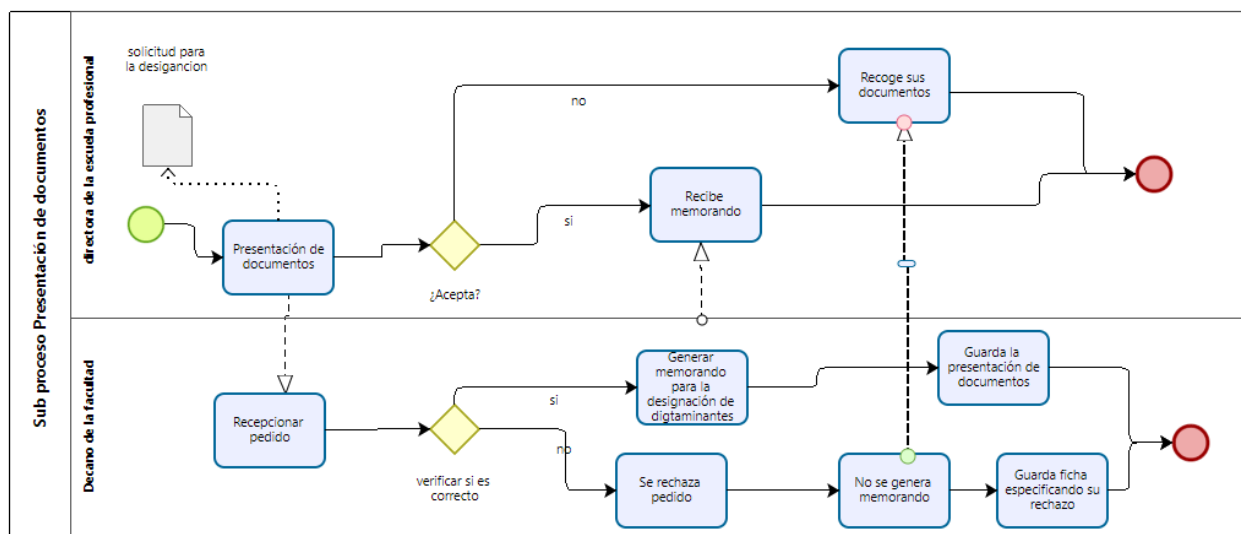 Sub proceso Presentación de documentos
directora de la escuela profesional
solicitud para
la desigancion
Presentación de
documentos
¿Acepta?
no
si
Recoge sus
documentos
Recibe
memorando
Decano de la facultad
Recepcionar
pedido
verificar si es
correcto
si
no
Generar
memorando
para la
designación de
digtaminantes
Guarda la
presentación de
documentos
Se rechaza
pedido
No se genera
memorando
Guarda ficha
especificando su
rechazo